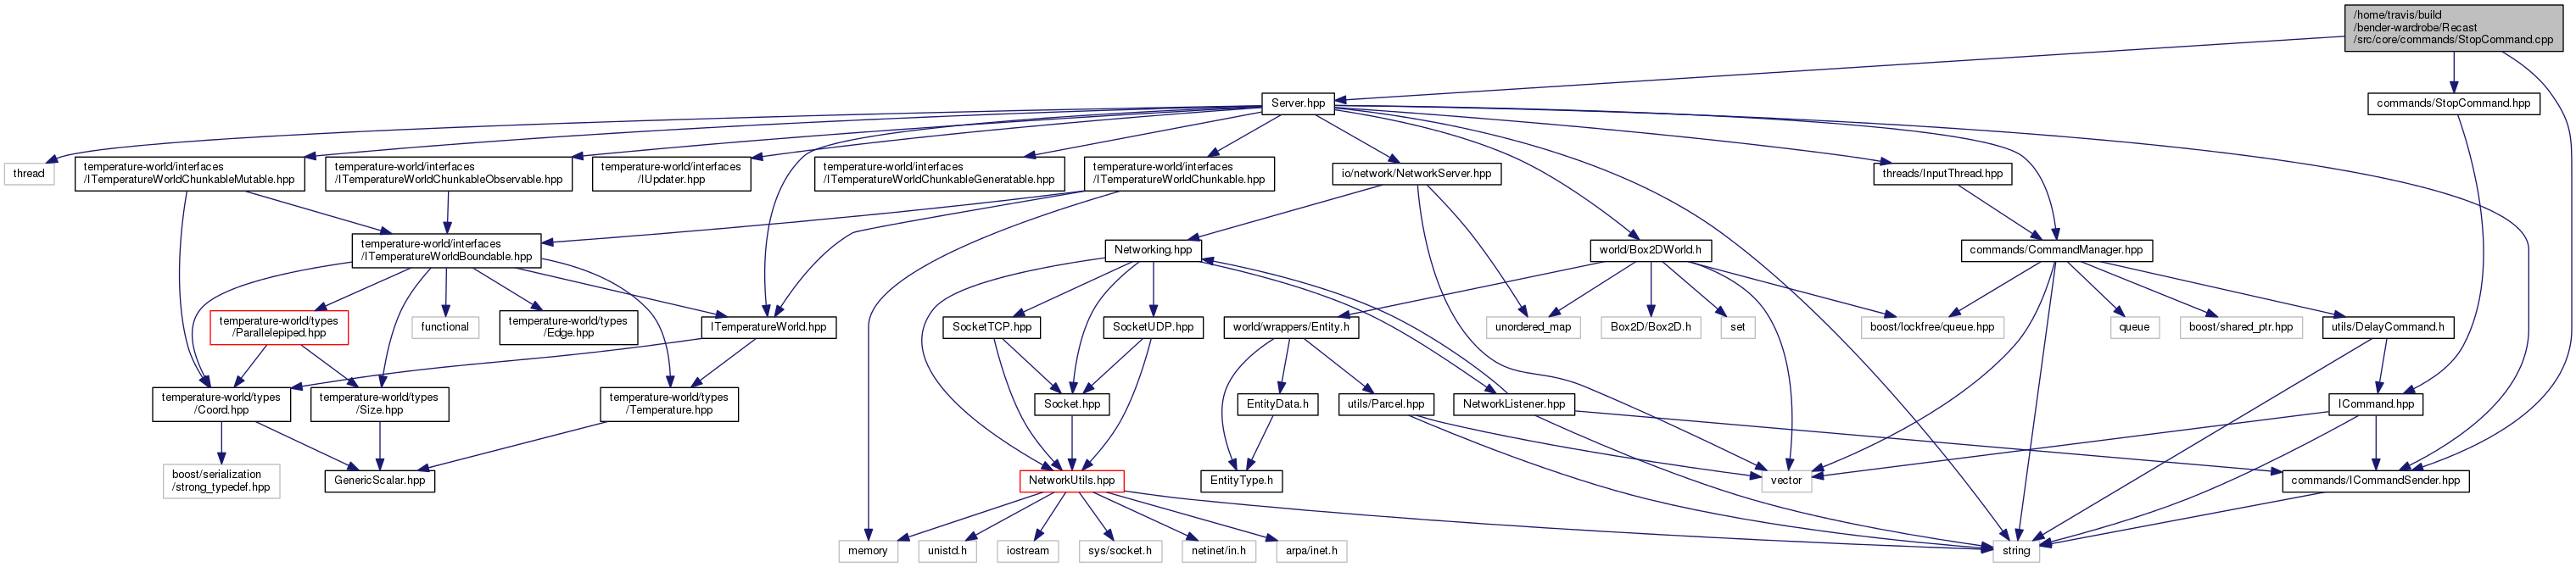 /home/travis/build
/bender-wardrobe/Recast
/src/core/commands/StopCommand.cpp
Server.hpp
commands/StopCommand.hpp
thread
temperature-world/interfaces
/ITemperatureWorldChunkableMutable.hpp
temperature-world/interfaces
/ITemperatureWorldChunkableObservable.hpp
temperature-world/interfaces
/IUpdater.hpp
temperature-world/interfaces
/ITemperatureWorldChunkableGeneratable.hpp
temperature-world/interfaces
/ITemperatureWorldChunkable.hpp
io/network/NetworkServer.hpp
threads/InputThread.hpp
temperature-world/interfaces
/ITemperatureWorldBoundable.hpp
Networking.hpp
world/Box2DWorld.h
commands/CommandManager.hpp
temperature-world/types
/Parallelepiped.hpp
functional
temperature-world/types
/Edge.hpp
ITemperatureWorld.hpp
SocketTCP.hpp
SocketUDP.hpp
world/wrappers/Entity.h
unordered_map
Box2D/Box2D.h
set
boost/lockfree/queue.hpp
queue
boost/shared_ptr.hpp
utils/DelayCommand.h
temperature-world/types
/Coord.hpp
temperature-world/types
/Size.hpp
temperature-world/types
/Temperature.hpp
Socket.hpp
EntityData.h
utils/Parcel.hpp
NetworkListener.hpp
ICommand.hpp
boost/serialization
/strong_typedef.hpp
GenericScalar.hpp
NetworkUtils.hpp
EntityType.h
vector
commands/ICommandSender.hpp
memory
unistd.h
iostream
sys/socket.h
netinet/in.h
arpa/inet.h
string